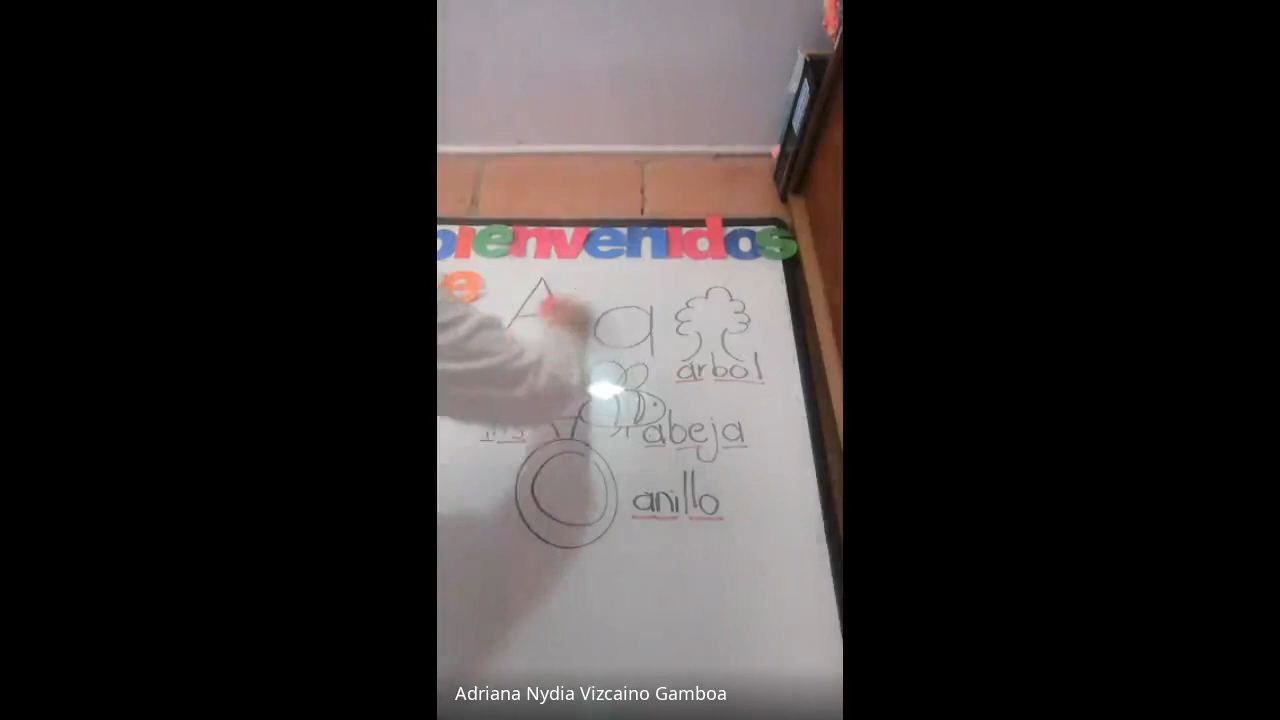 bienvenidos
e
A a
arbol
abeja
anillo
Adriana Nydia Vizcaino Gamboa